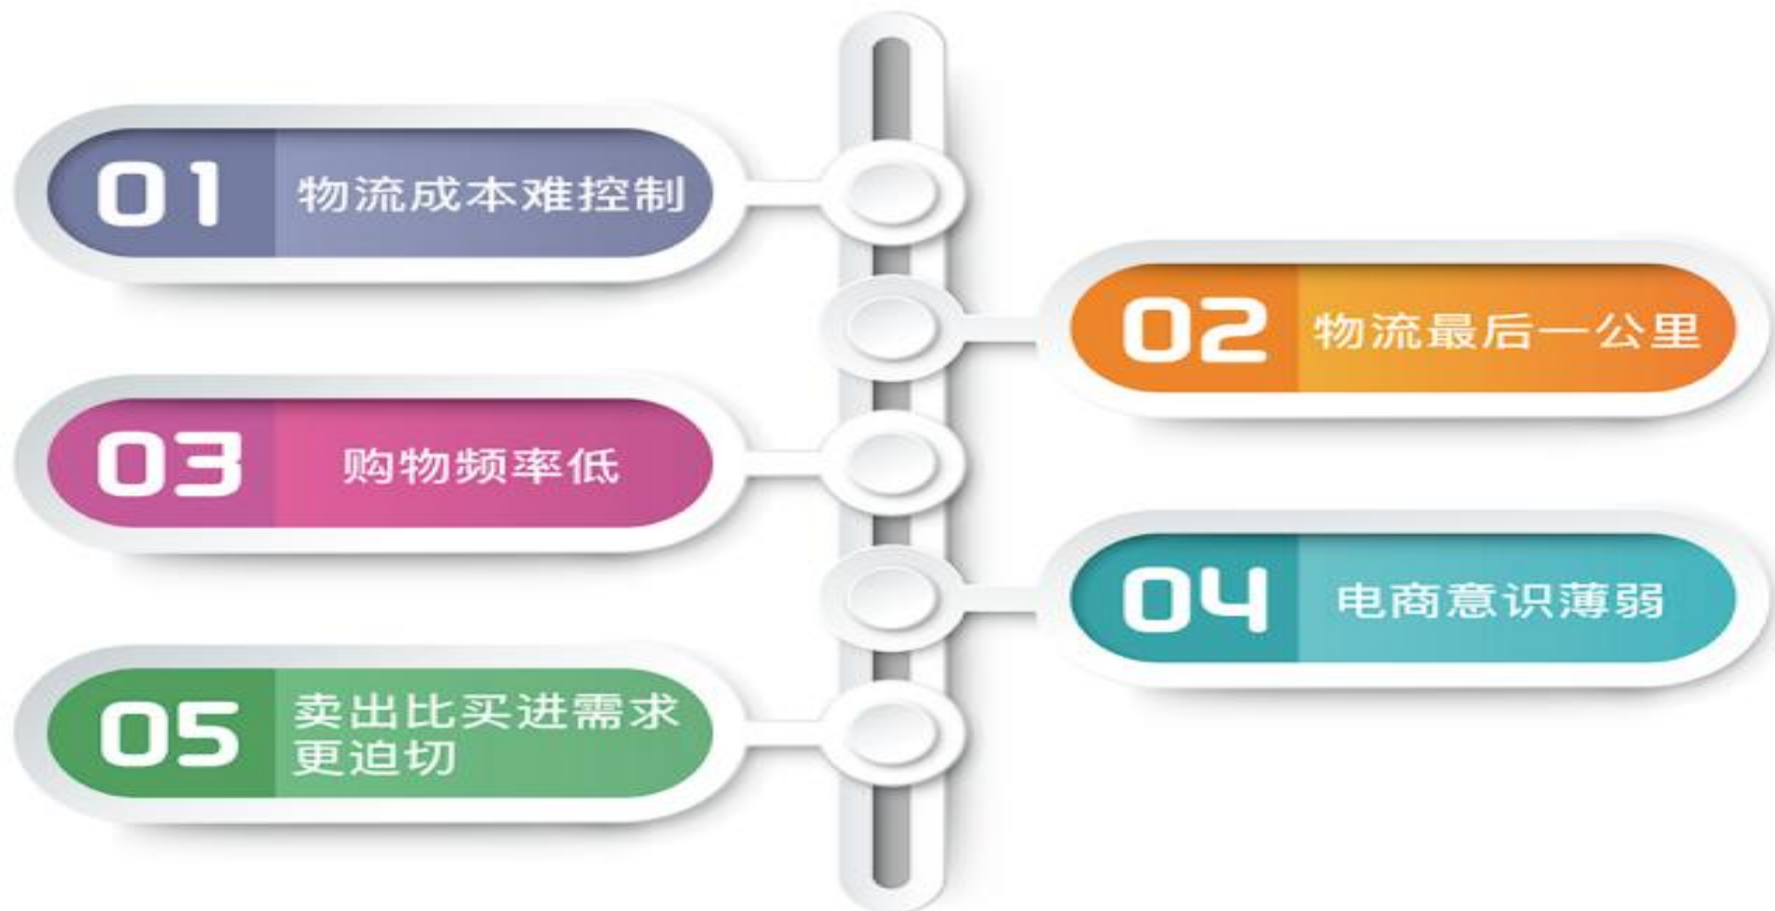 01 物流成本难控制
02 物流最后一公里
03 购物频率低
04 电商意识薄弱
05 卖出比买进需求
更迫切